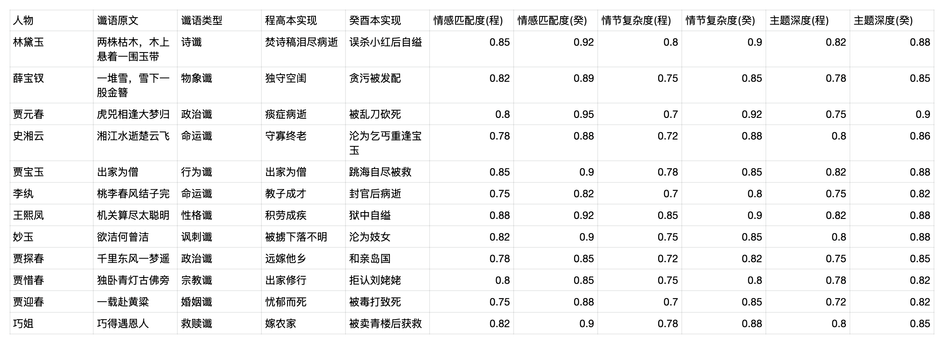 人物 谶语原文 谶语类型 程高本实现 癸酉本实现 情感匹配度(程) 情感匹配度(癸) 情节复杂度(程) 情节复杂度(癸) 主题深度(程) 主题深度(癸)
林黛玉 两株枯木，木上 诗谶 焚诗稿泪尽病逝 误杀小红后自缢 0.85 0.92 0.8 0.9 0.82 0.88
悬着一围玉带
薛宝钗 一堆雪，雪下一 物象谶 独守空闺 贪污被发配 0.82 0.89 0.75 0.85 0.78 0.85
股金簪
贾元春 虎兕相逢大梦归 政治谶 痰症病逝 被乱刀砍死 0.8 0.95 0.7 0.92 0.75 0.9
史湘云 湘江水逝楚云飞 命运谶 守寡终老 沦为乞丐重逢宝 0.78 0.88 0.72 0.88 0.8 0.86
玉
贾宝玉 出家为僧 行为谶 出家为僧 跳海自尽被救 0.85 0.9 0.78 0.85 0.82 0.88
李纨 桃李春风结子完 命运谶 教子成才 封官后病逝 0.75 0.82 0.7 0.8 0.75 0.82
王熙凤 机关算尽太聪明 性格谶 积劳成疾 狱中自缢 0.88 0.92 0.85 0.9 0.82 0.88
妙玉 欲洁何曾洁 讽刺谶 被掳下落不明 沦为妓女 0.82 0.9 0.75 0.85 0.8 0.88
贾探春 千里东风一梦遥 政治谶 远嫁他乡 和亲岛国 0.78 0.85 0.72 0.82 0.75 0.85
贾惜春 独卧青灯古佛旁 宗教谶 出家修行 拒认刘姥姥 0.8 0.85 0.75 0.8 0.78 0.82
贾迎春 一载赴黄粱 婚姻谶 忧郁而死 被毒打致死 0.75 0.88 0.7 0.85 0.72 0.82
巧姐 巧得遇恩人 救赎谶 嫁农家 被卖青楼后获救 0.82 0.9 0.78 0.88 0.8 0.85